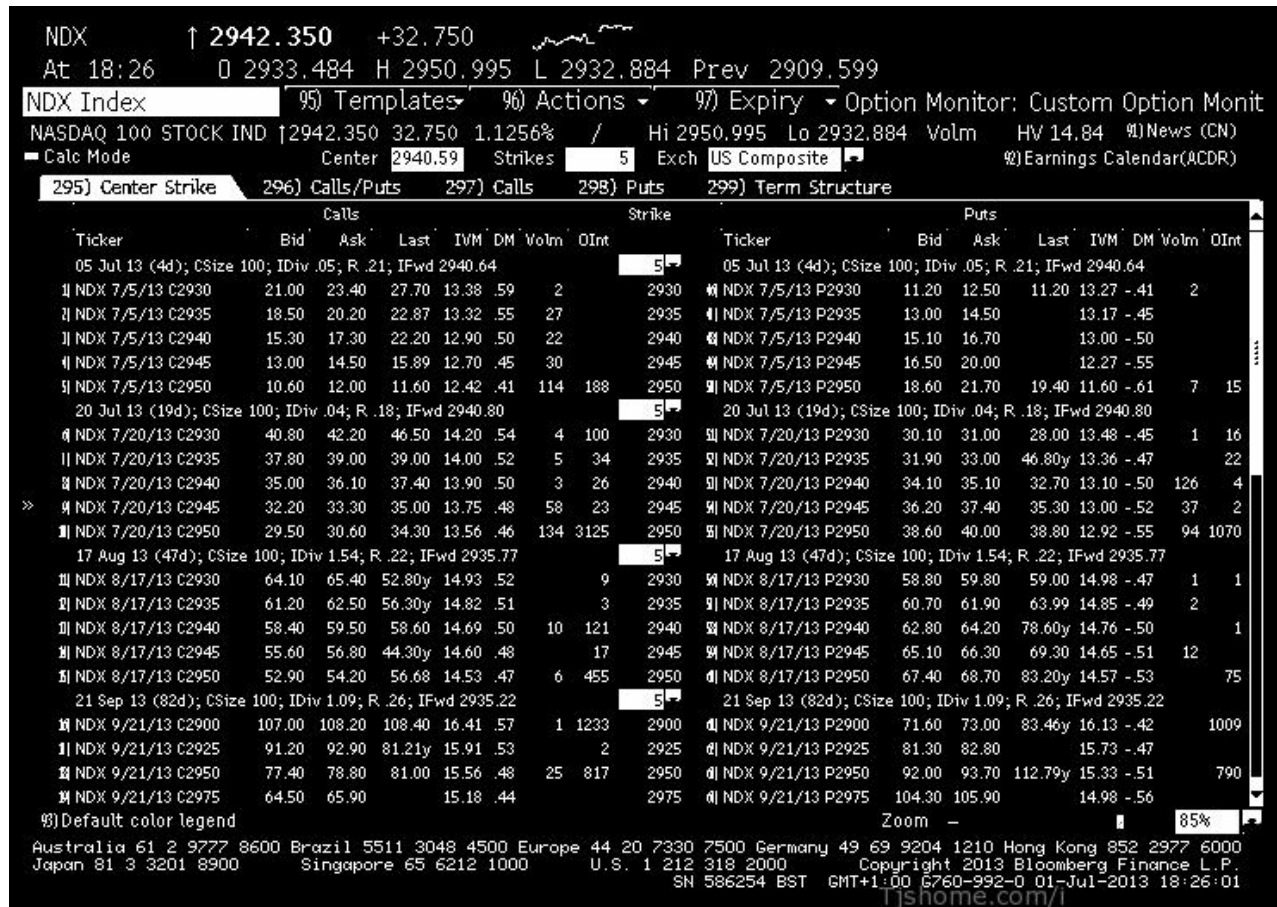 NDX ↑ 2942.350 +32.750
At 18:26 O 2933.484 H 2950.995 L 2932.884 Prev 2909.599
NDX Index 95) Templates 96) Actions 97) Expiry Option Monitor: Custom Option Monit
NASDAQ 100 STOCK IND ↑2942.350 32.750 1.1256% / Hi 2950.995 Lo 2932.884 Volm HV 14.84 91)News (CN)
Calc Mode Center 2940.59 Strikes 5 Exch US Composite 92)Earnings Calendar(ACDR)
295) Center Strike 296) Calls/Puts 297) Calls 298) Puts 299) Term Structure
Calls Strike Puts
Ticker Bid Ask Last IVM DM Volm OInt Ticker Bid Ask Last IVM DM Volm OInt
05 Jul 13 (4d); CSize 100; IDiv .05; R .21; IFwd 2940.64 5 05 Jul 13 (4d); CSize 100; IDiv .05; R .21; IFwd 2940.64
NDX 7/5/13 C2930 21.00 23.40 27.70 13.38 .59 2 2930 NDX 7/5/13 P2930 11.20 12.50 11.20 13.27 -.41 2
NDX 7/5/13 C2935 18.50 20.20 22.87 13.32 .55 27 2935 NDX 7/5/13 P2935 13.00 14.50 13.17 -.45
NDX 7/5/13 C2940 15.30 17.30 22.20 12.90 .50 22 2940 NDX 7/5/13 P2940 15.10 16.70 13.00 -.50
NDX 7/5/13 C2945 13.00 14.50 15.89 12.70 .45 30 2945 NDX 7/5/13 P2945 16.50 20.00 12.27 -.55
NDX 7/5/13 C2950 10.60 12.00 11.60 12.42 .41 114 188 2950 NDX 7/5/13 P2950 18.60 21.70 19.40 11.60 -.61 7 15
20 Jul 13 (19d); CSize 100; IDiv .04; R .18; IFwd 2940.80 5 20 Jul 13 (19d); CSize 100; IDiv .04; R .18; IFwd 2940.80
NDX 7/20/13 C2930 40.80 42.20 46.50 14.20 .54 4 100 2930 NDX 7/20/13 P2930 30.10 31.00 28.00 13.48 -.45 1 16
NDX 7/20/13 C2935 37.80 39.00 39.00 14.00 .52 5 34 2935 NDX 7/20/13 P2935 31.90 33.00 46.80y 13.36 -.47 22
NDX 7/20/13 C2940 35.00 36.10 37.40 13.90 .50 3 26 2940 NDX 7/20/13 P2940 34.10 35.10 32.70 13.10 -.50 126 4
» NDX 7/20/13 C2945 32.20 33.30 35.00 13.75 .48 58 23 2945 NDX 7/20/13 P2945 36.20 37.40 35.30 13.00 -.52 37 2
NDX 7/20/13 C2950 29.50 30.60 34.30 13.56 .46 134 3125 2950 NDX 7/20/13 P2950 38.60 40.00 38.80 12.92 -.55 94 1070
17 Aug 13 (47d); CSize 100; IDiv 1.54; R .22; IFwd 2935.77 5 17 Aug 13 (47d); CSize 100; IDiv 1.54; R .22; IFwd 2935.77
NDX 8/17/13 C2930 64.10 65.40 52.80y 14.93 .52 9 2930 NDX 8/17/13 P2930 58.80 59.80 59.00 14.98 -.47 1 1
NDX 8/17/13 C2935 61.20 62.50 56.30y 14.82 .51 3 2935 NDX 8/17/13 P2935 60.70 61.90 63.99 14.85 -.49 2
NDX 8/17/13 C2940 58.40 59.50 58.60 14.69 .50 10 121 2940 NDX 8/17/13 P2940 62.80 64.20 78.60y 14.76 -.50 1
NDX 8/17/13 C2945 55.60 56.80 44.30y 14.60 .48 17 2945 NDX 8/17/13 P2945 65.10 66.30 69.30 14.65 -.51 12
NDX 8/17/13 C2950 52.90 54.20 56.68 14.53 .47 6 455 2950 NDX 8/17/13 P2950 67.40 68.70 83.20y 14.57 -.53 75
21 Sep 13 (82d); CSize 100; IDiv 1.09; R .26; IFwd 2935.22 5 21 Sep 13 (82d); CSize 100; IDiv 1.09; R .26; IFwd 2935.22
NDX 9/21/13 C2900 107.00 108.20 108.40 16.41 .57 1 1233 2900 NDX 9/21/13 P2900 71.60 73.00 83.46y 16.13 -.42 1009
NDX 9/21/13 C2925 91.20 92.90 81.21y 15.91 .53 2 2925 NDX 9/21/13 P2925 81.30 82.80 15.73 -.47
NDX 9/21/13 C2950 77.40 78.80 81.00 15.56 .48 25 817 2950 NDX 9/21/13 P2950 92.00 93.70 112.79y 15.33 -.51 790
NDX 9/21/13 C2975 64.50 65.90 15.18 .44 2975 NDX 9/21/13 P2975 104.30 105.90 14.98 -.56
93)Default color legend Zoom – 85%
Australia 61 2 9777 8600 Brazil 5511 3048 4500 Europe 44 20 7330 7500 Germany 49 69 9204 1210 Hong Kong 852 2977 6000
Japan 81 3 3201 8900 Singapore 65 6212 1000 U.S. 1 212 318 2000 Copyright 2013 Bloomberg Finance L.P.
SN 586254 BST GMT+1:00 G760-992-0 01-Jul-2013 18:26:01
Tjshome.com/i